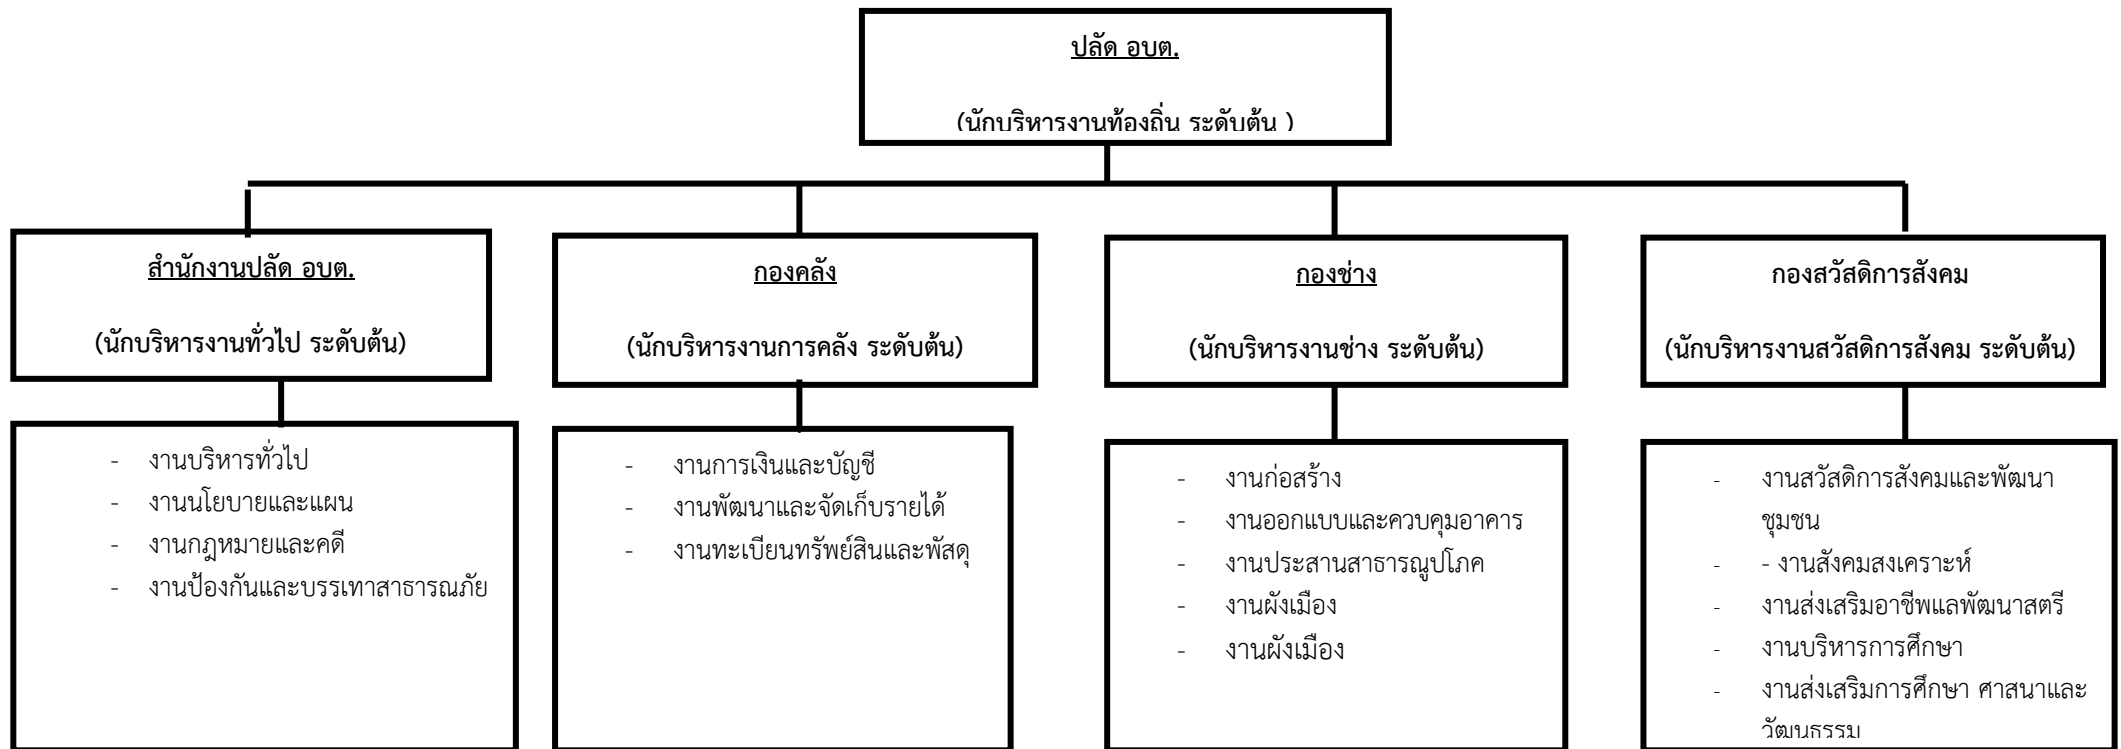 ปลัด อบต.
(นักบริหารงานท้องถิ่น ระดับต้น )
สำนักงานปลัด อบต.
(นักบริหารงานทั่วไป ระดับต้น)
กองคลัง
(นักบริหารงานการคลัง ระดับต้น)
กองช่าง
(นักบริหารงานช่าง ระดับต้น)
กองสวัสดิการสังคม
(นักบริหารงานสวัสดิการสังคม ระดับต้น)
- งานบริหารทั่วไป
- งานนโยบายและแผน
- งานกฎหมายและคดี
- งานป้องกันและบรรเทาสาธารณภัย
- งานการเงินและบัญชี
- งานพัฒนาและจัดเก็บรายได้
- งานทะเบียนทรัพย์สินและพัสดุ
- งานก่อสร้าง
- งานออกแบบและควบคุมอาคาร
- งานประสานสาธารณูปโภค
- งานผังเมือง
- งานผังเมือง
- งานสวัสดิการสังคมและพัฒนา
ชุมชน
- - งานสังคมสงเคราะห์
- งานส่งเสริมอาชีพแลพัฒนาสตรี
- งานบริหารการศึกษา
- งานส่งเสริมการศึกษา ศาสนาและ
วัฒนธรรม